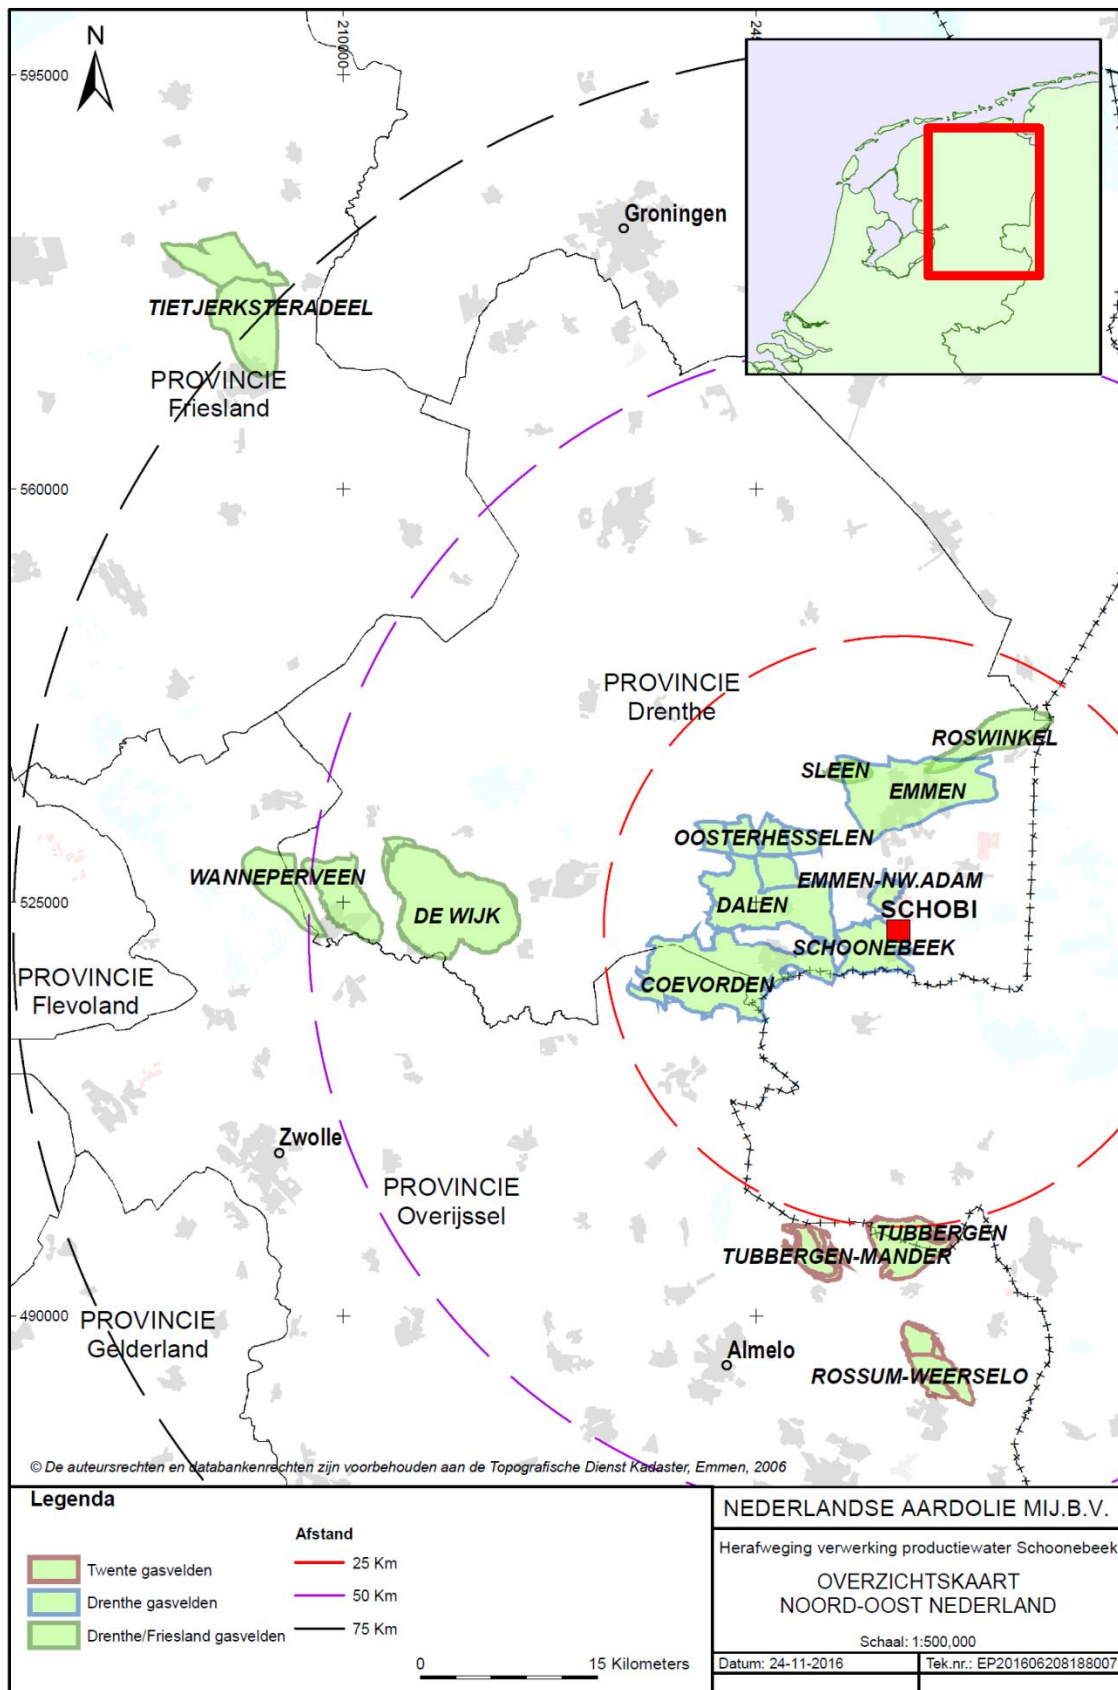 N
210000
595000
Groningen
TIETJERKSTERADEEL
PROVINCIE
Friesland
560000
PROVINCIE
Drenthe
ROSWINKEL
SLEEN
EMMEN
OOSTERHESSELEN
WANNEPERVEEN
EMMEN-NW.ADAM
525000
DE WIJK
DALEN
SCHOBI
SCHOONEBEEK
PROVINCIE
Flevoland
COEVORDEN
Zwolle
PROVINCIE
Overijssel
TUBBERGEN
TUBBERGEN-MANDER
490000
PROVINCIE
Gelderland
Almelo
ROSSUM-WEERSELO
© De auteursrechten en databankenrechten zijn voorbehouden aan de Topografische Dienst Kadaster, Emmen, 2006
Legenda
Twente gasvelden
Drenthe gasvelden
Drenthe/Friesland gasvelden
Afstand
25 Km
50 Km
75 Km
0 15 Kilometers
NEDERLANDSE AARDOLIE MIJ.B.V.
Herafweging verwerking productiewater Schoonebeek
OVERZICHTSKAART
NOORD-OOST NEDERLAND
Schaal: 1:500,000
Datum: 24-11-2016
Tek.nr.: EP201606208188007